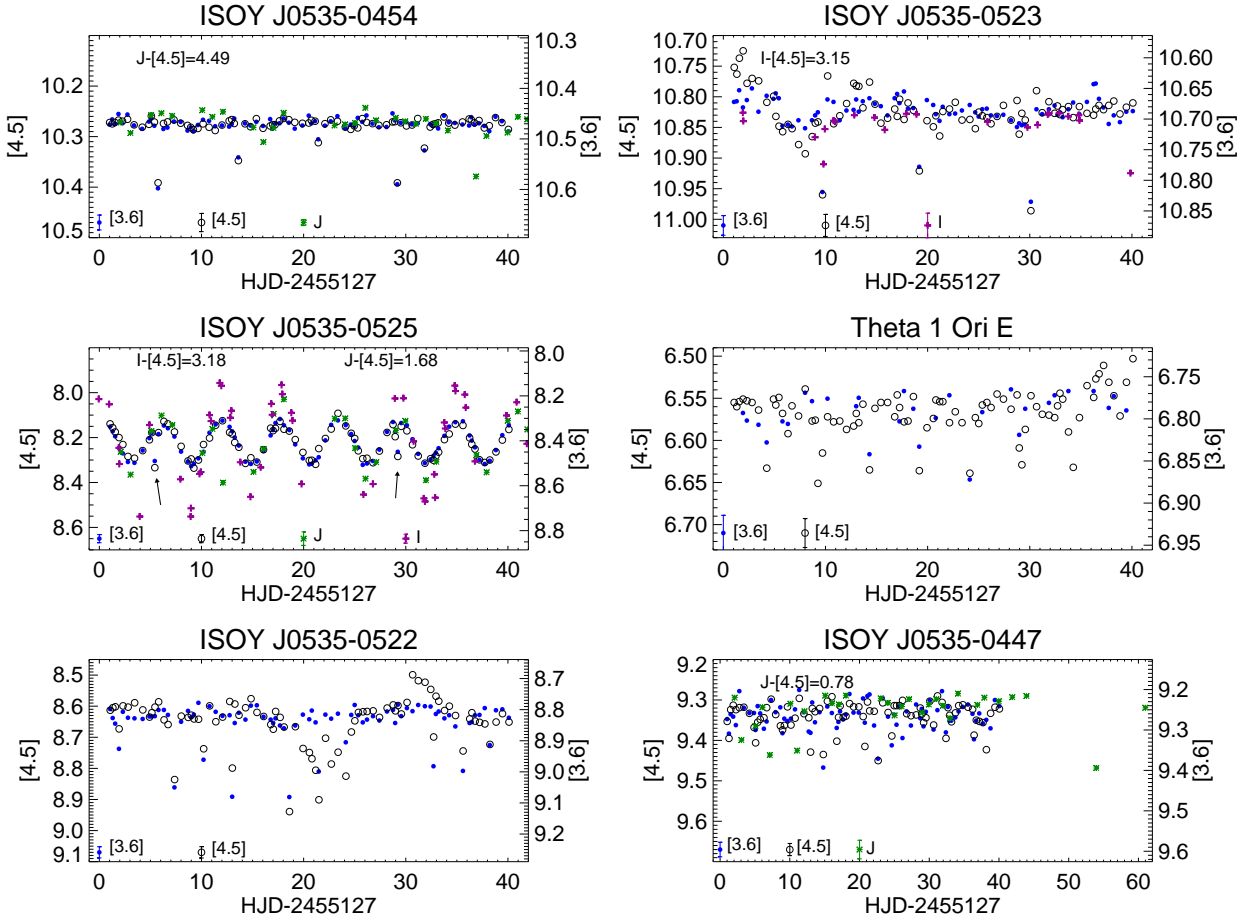 ISOY J0535-0454
J-[4.5]=4.49
10.2
10.3
10.4
10.5
[4.5]
10.3
10.4
10.5
10.6
[3.6]
[3.6] [4.5] J
0 10 20 30 40
HJD-2455127
ISOY J0535-0523
I-[4.5]=3.15
10.70
10.75
10.80
10.85
10.90
10.95
11.00
[4.5]
10.60
10.65
10.70
10.75
10.80
10.85
[3.6]
[3.6] [4.5] I
0 10 20 30 40
HJD-2455127
ISOY J0535-0525
I-[4.5]=3.18 J-[4.5]=1.68
8.0
8.2
8.4
8.6
[4.5]
8.0
8.2
8.4
8.6
8.8
[3.6]
[3.6] [4.5] J I
0 10 20 30 40
HJD-2455127
Theta 1 Ori E
6.50
6.55
6.60
6.65
6.70
[4.5]
6.75
6.80
6.85
6.90
6.95
[3.6]
[3.6] [4.5]
0 10 20 30 40
HJD-2455127
ISOY J0535-0522
8.5
8.6
8.7
8.8
8.9
9.0
9.1
[4.5]
8.7
8.8
8.9
9.0
9.1
9.2
[3.6]
[3.6] [4.5]
0 10 20 30 40
HJD-2455127
ISOY J0535-0447
J-[4.5]=0.78
9.2
9.3
9.4
9.5
9.6
[4.5]
9.2
9.3
9.4
9.5
9.6
[3.6]
[3.6] [4.5] J
0 10 20 30 40 50 60
HJD-2455127